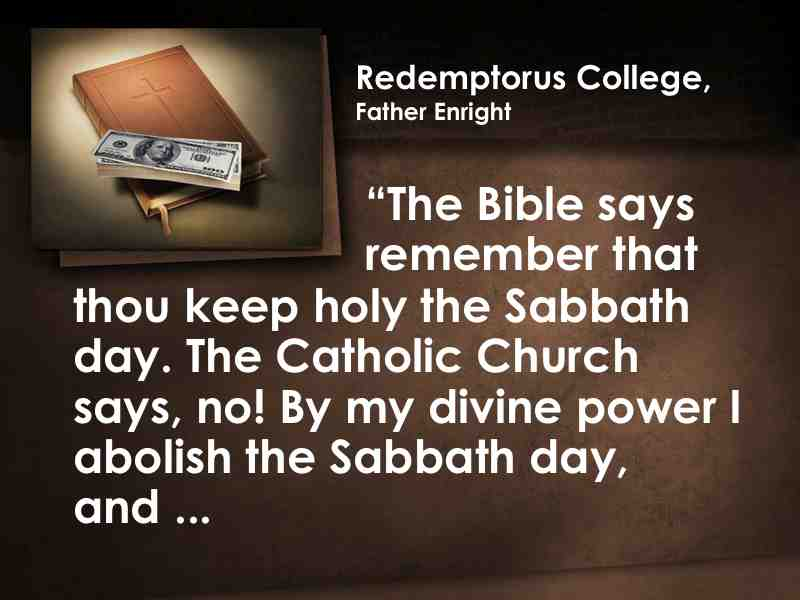 Redemptorus College,
Father Enright
“The Bible says
remember that
thou keep holy the Sabbath
day. The Catholic Church
says, no! By my divine power I
abolish the Sabbath day,
and ...
100